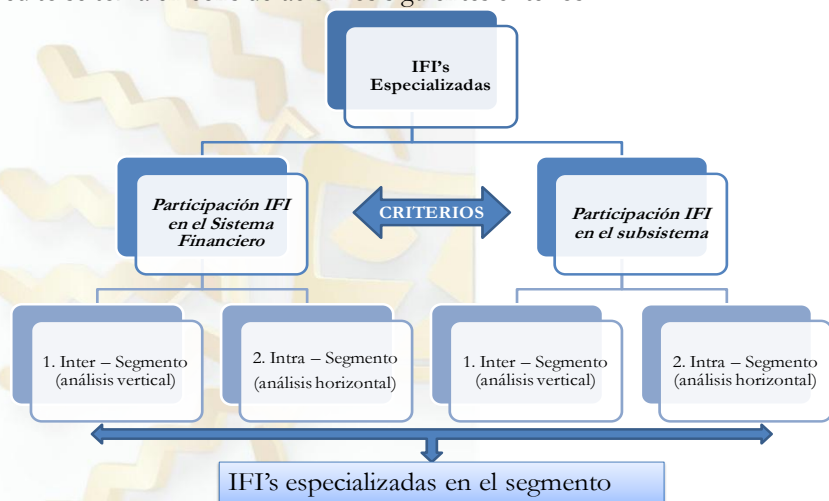 IFI's
Especializadas
Participación IFI
en el Sistema
Financiero
CRITERIOS
Participación IFI
en el subsistema
1. Inter – Segmento
(análisis vertical)
2. Intra – Segmento
(análisis horizontal)
1. Inter – Segmento
(análisis vertical)
2. Intra – Segmento
(análisis horizontal)
IFI's especializadas en el segmento